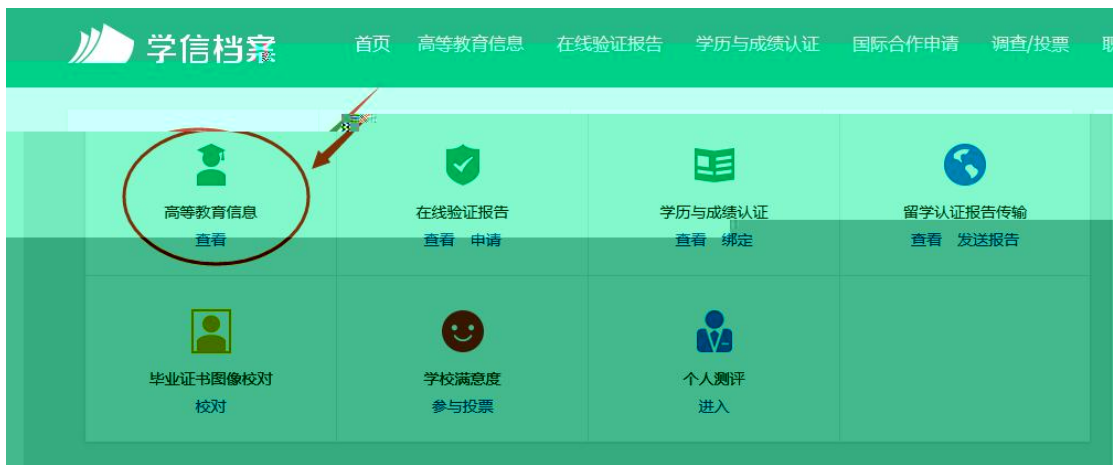 学信档案
首页 高等教育信息 在线验证报告 学历与成绩认证 国际合作申请 调查/投票
高等教育信息 在线验证报告 学历与成绩认证 留学认证报告传输
查看 查看 申请 查看 绑定 查看 发送报告
毕业证书图像校对 学校满意度 个人测评
校对 参与投票 进入